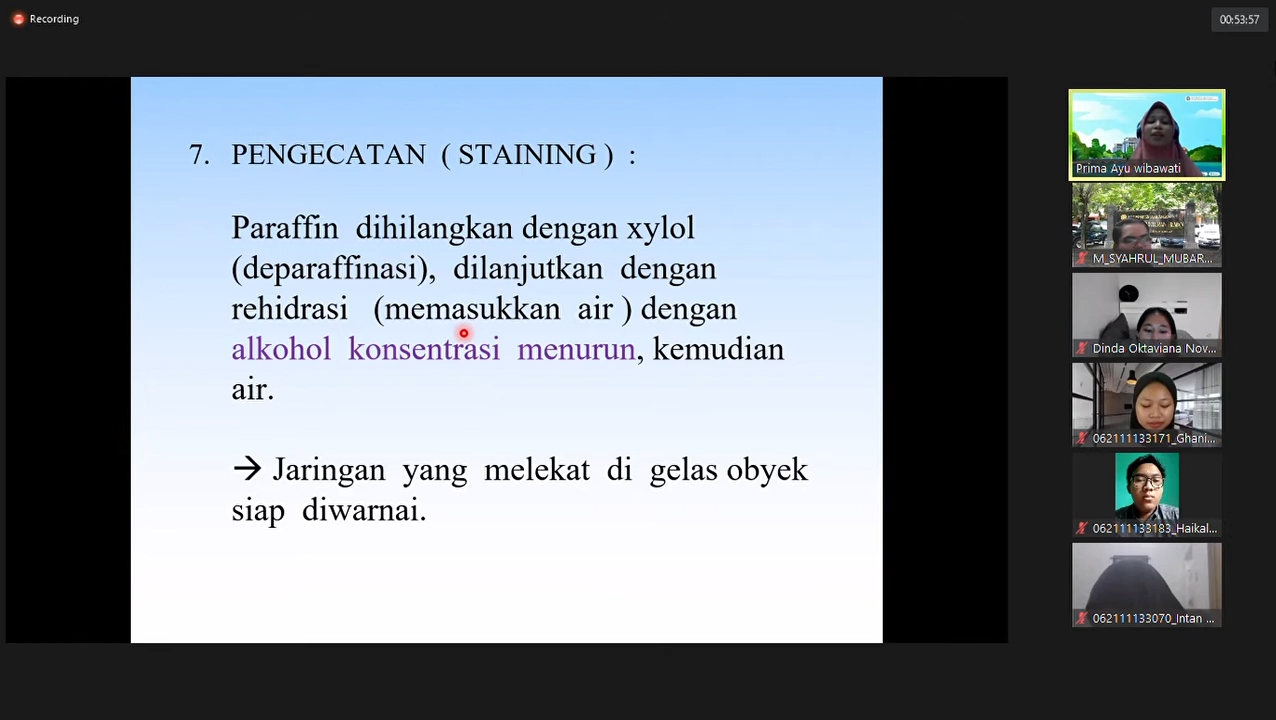 Recording
00:53:57
7. PENGECATAN ( STAINING ) :
Paraffin dihilangkan dengan xylol
(deparaffinasi), dilanjutkan dengan
rehidrasi (memasukkan air ) dengan
alkohol konsentrasi menurun, kemudian
air.
→ Jaringan yang melekat di gelas obyek
siap diwarnai.
Prima Ayu wibawati
M_SYAHRUL_MUBAR...
Dinda Oktaviana Nov...
062111133171_Ghani...
062111133183_Haikal...
062111133070_Intan ...